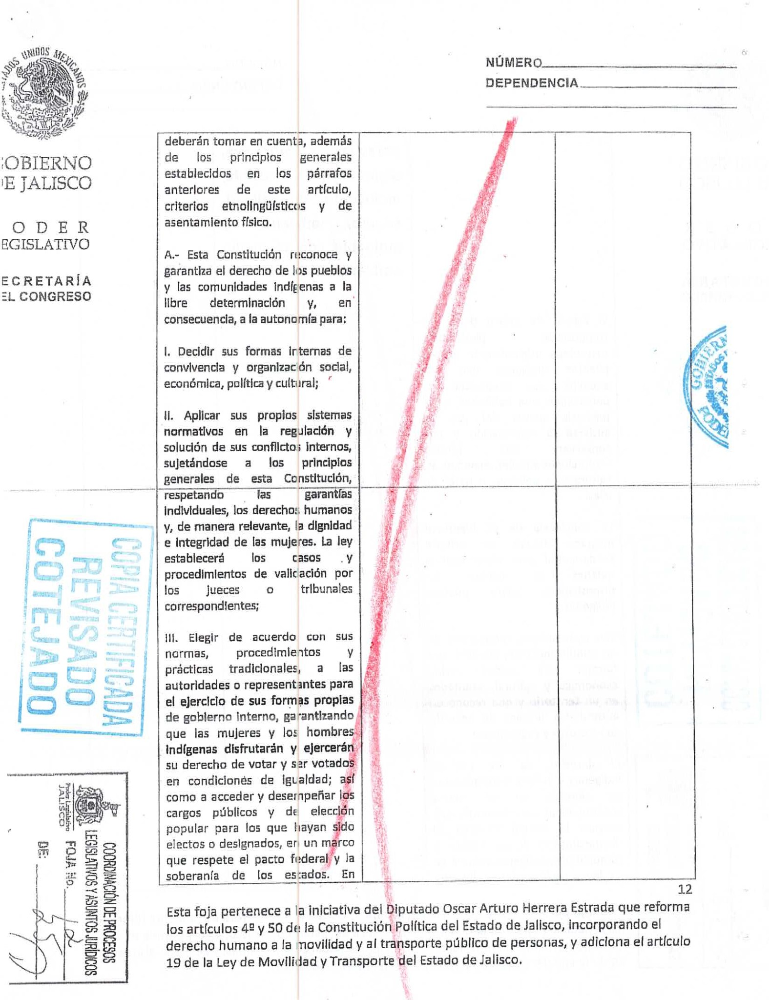 NÚMERO
DEPENDENCIA
UNIDOS MEXICANOS
OBIERNO
E JALISCO
ODER
EGISLATIVO
ECRETARÍA
EL CONGRESO
deberán tomar en cuenta, además
de los principios generales
establecidos en los párrafos
anteriores de este artículo,
criterios etnolingüísticos y de
asentamiento físico.
A.- Esta Constitución reconoce y
garantiza el derecho de los pueblos
y las comunidades indígenas a la
libre determinación y, en
consecuencia, a la autonomía para:
I. Decidir sus formas internas de
convivencia y organización social,
económica, política y cultural;
II. Aplicar sus propios sistemas
normativos en la regulación y
solución de sus conflictos internos,
sujetándose a los principios
generales de esta Constitución,
respetando las garantías
individuales, los derechos humanos
y, de manera relevante, la dignidad
e integridad de las mujeres. La ley
establecerá los casos y
procedimientos de validación por
los jueces o tribunales
correspondientes;
III. Elegir de acuerdo con sus
normas, procedimientos y
prácticas tradicionales, a las
autoridades o representantes para
el ejercicio de sus formas propias
de gobierno interno, garantizando
que las mujeres y los hombres
indígenas disfrutarán y ejercerán
su derecho de votar y ser votados
en condiciones de igualdad; así
como a acceder y desempeñar los
cargos públicos y de elección
popular para los que hayan sido
electos o designados, en un marco
que respete el pacto federal y la
soberanía de los estados. En
GOBIERN
PODE
COPIA CERTIFICADA
REVISADO
COTEJADO
COORDINACIÓN DE PROCESOS
LEGISLATIVOS Y ASUNTOS JURÍDICOS
Poder Legislativo
JALISCO
FOJA No.
DE:
12
Esta foja pertenece a la iniciativa del Diputado Oscar Arturo Herrera Estrada que reforma
los artículos 4º y 50 de la Constitución Política del Estado de Jalisco, incorporando el
derecho humano a la movilidad y al transporte público de personas, y adiciona el artículo
19 de la Ley de Movilidad y Transporte del Estado de Jalisco.